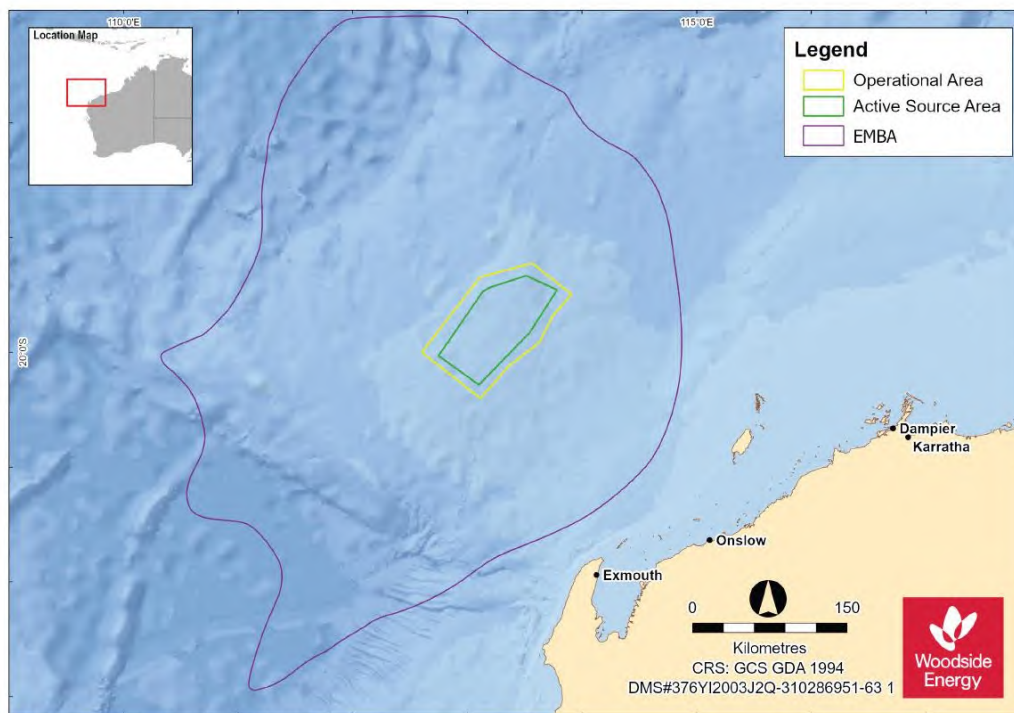 110°0'E
115°0'E
Location Map
Legend
Operational Area
Active Source Area
EMBA
20°0'S
Dampier
Karratha
Onslow
Exmouth
0 150
Kilometres
CRS: GCS GDA 1994
DMS#376YI2003J2Q-310286951-63 1
Woodside
Energy